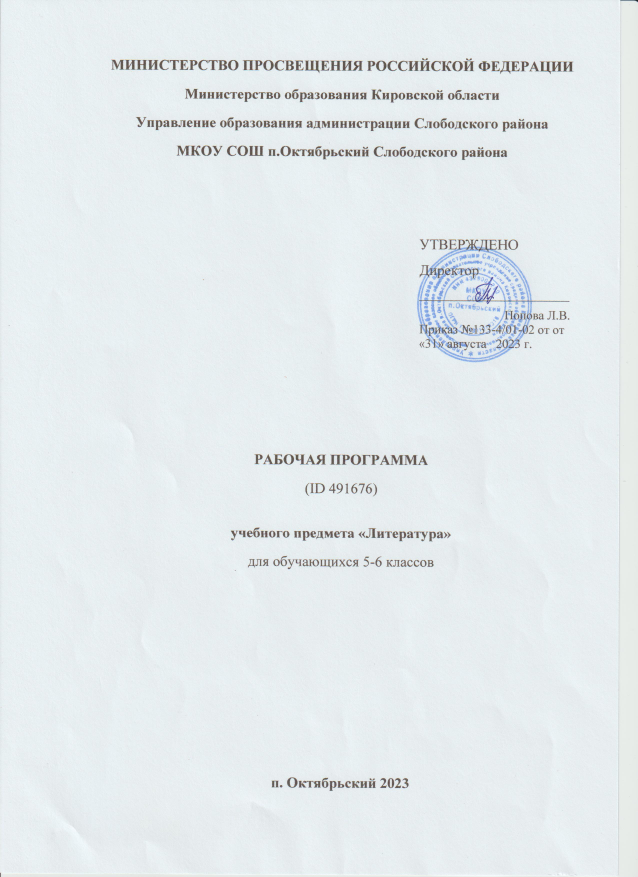 МИНИСТЕРСТВО ПРОСВЕЩЕНИЯ РОССИЙСКОЙ ФЕДЕРАЦИИ
Министерство образования Кировской области
Управление образования администрации Слободского района
МКОУ СОШ п.Октябрьский Слободского района
УТВЕРЖДЕНО
Директор
Попова Л.В.
Приказ №133-4/01-02 от от
«31» августа 2023 г.
РАБОЧАЯ ПРОГРАММА
(ID 491676)
учебного предмета «Литература»
для обучающихся 5-6 классов
п. Октябрьский 2023